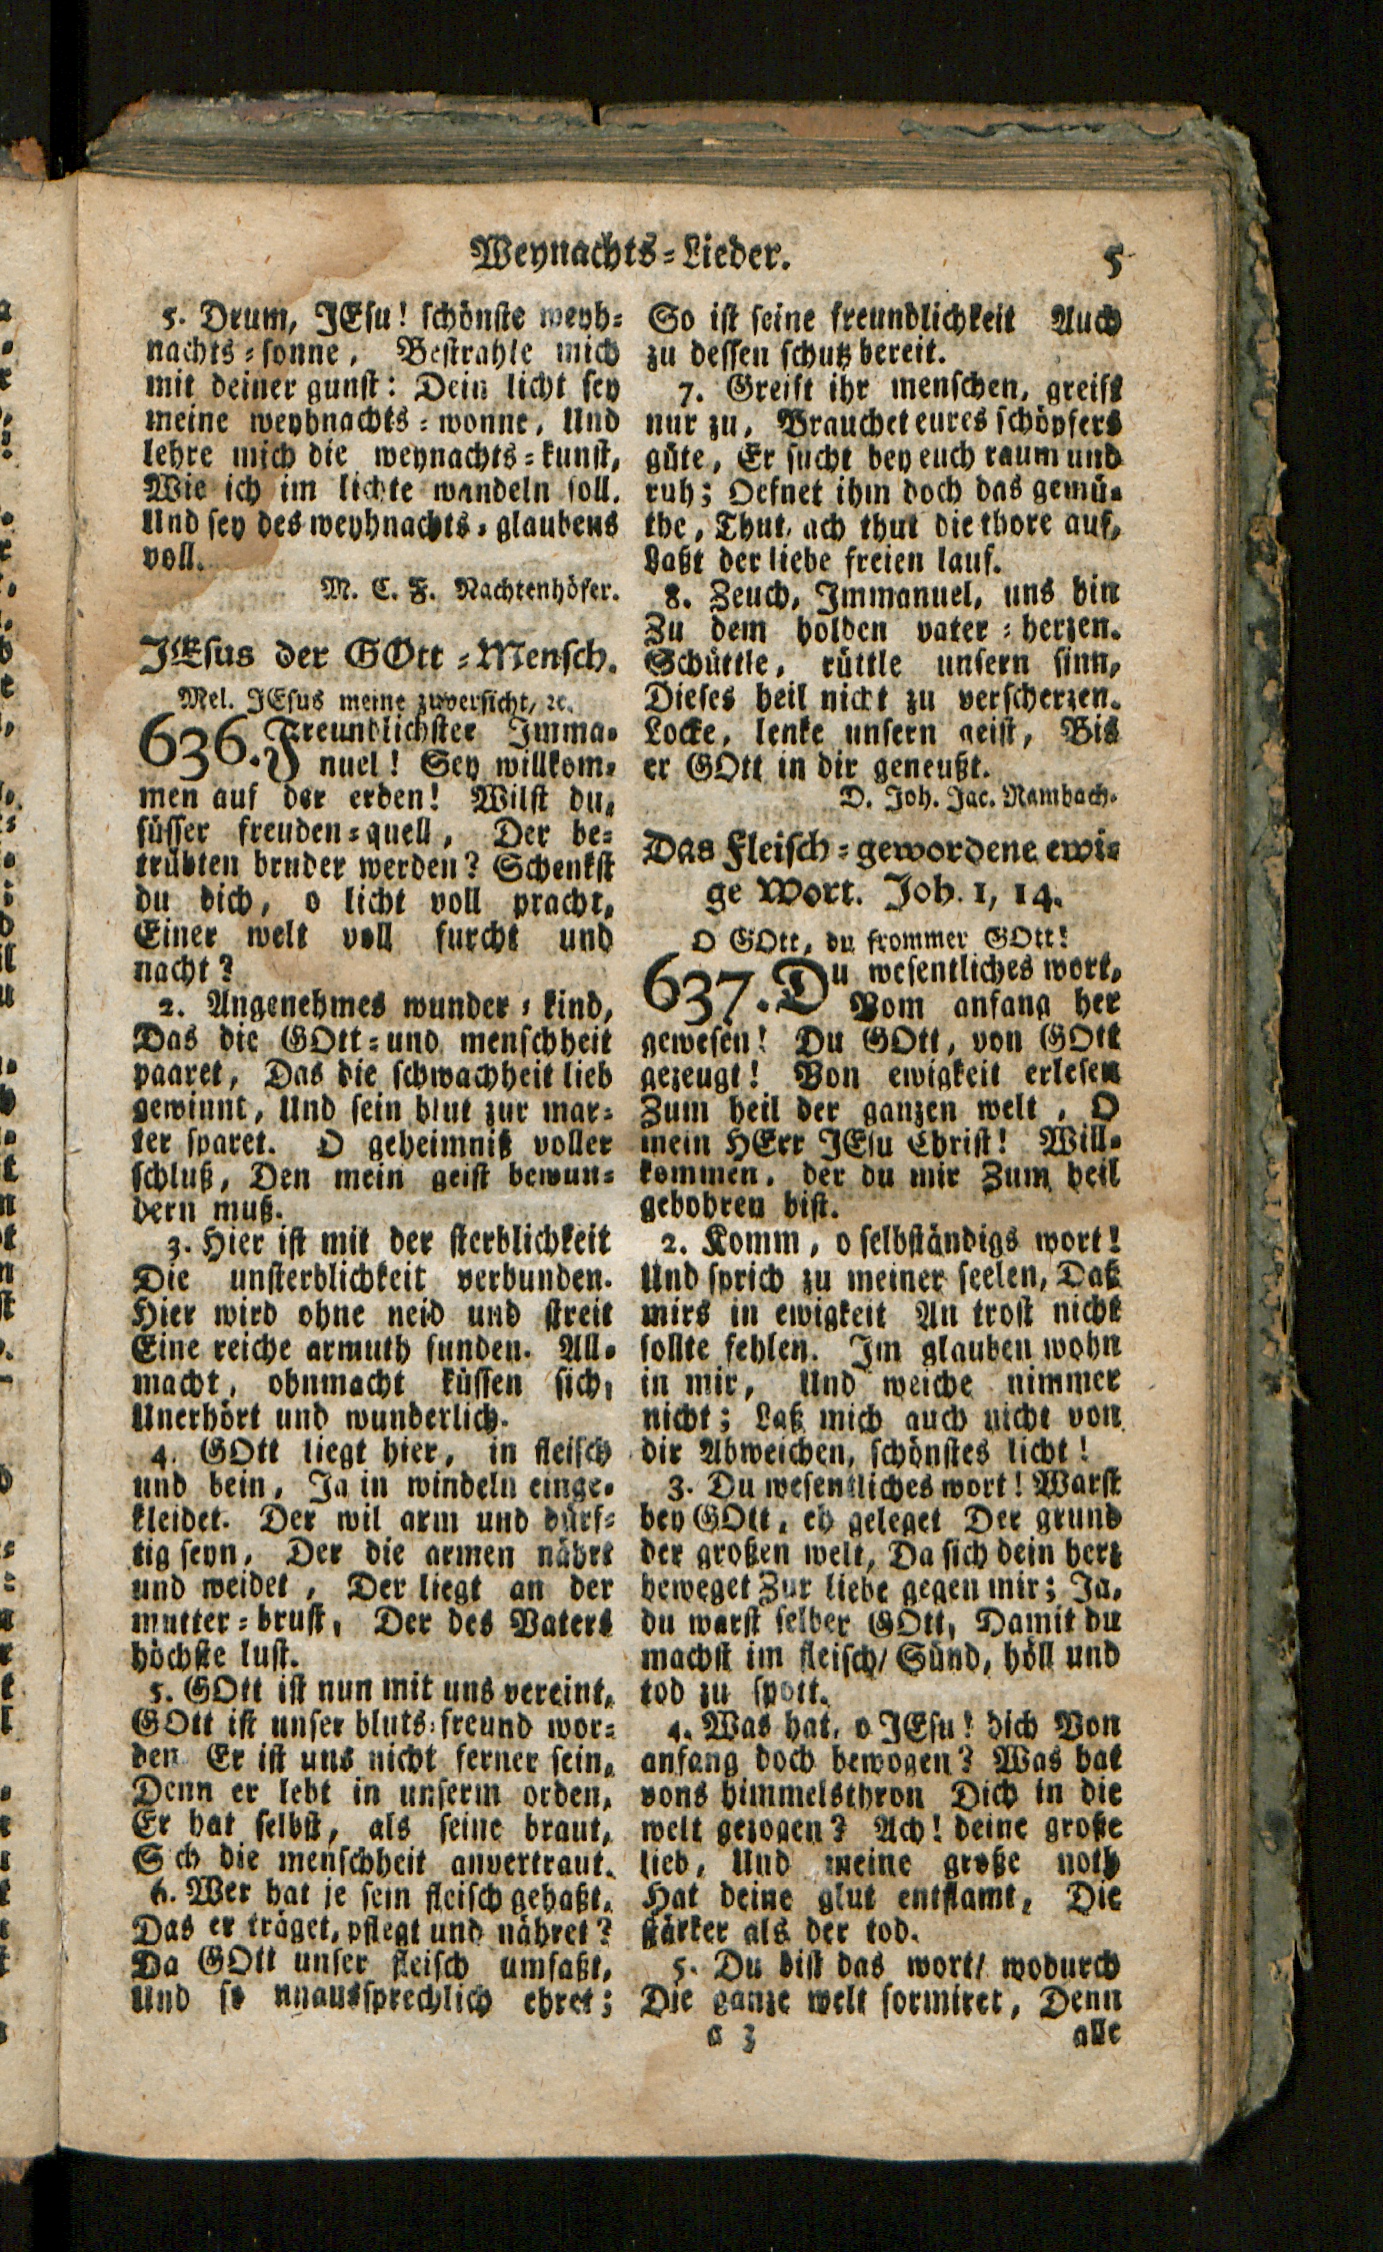 Weynachts=Lieder.
5
5. Drum, JEsu! schönste weyh=
nachts=sonne, Bestrahle mich
mit deiner gunst: Dein licht sey
meine weyhnachts=wonne, Und
lehre mich die weynachts=kunst,
Wie ich im lichte wandeln soll.
Und sey des weyhnachts=glaubens
voll.
M. C. F. Nachtenhöfer.
JEsus der GOtt=Mensch.
Mel. JEsus meine zuversicht, ꝛc.
636. Freundlichster Imma=
nuel! Sey willkom=
men auf der erden! Wilst du,
süsser freuden=quell, Der be=
trübten bruder werden? Schenkst
du dich, o licht voll pracht,
Einer welt voll furcht und
nacht?
2. Angenehmes wunder=kind,
Das die GOtt=und menschheit
paaret, Das die schwachheit lieb
gewinnt, Und sein blut zur mar=
ter sparet. O geheimniß voller
schluß, Den mein geist bewun=
dern muß.
3. Hier ist mit der sterblichkeit
Die unsterblichkeit verbunden.
Hier wird ohne neid und streit
Eine reiche armuth funden. All=
macht, ohnmacht küssen sich,
Unerhört und wunderlich.
4. GOtt liegt hier, in fleisch
und bein, Ja in windeln einge=
kleidet. Der wil arm und dürf=
tig seyn, Der die armen nährt
und weidet, Der liegt an der
mutter=brust, Der des Vaters
höchste lust.
5. GOtt ist nun mit uns vereint,
GOtt ist unser bluts=freund wor=
den Er ist uns nicht ferner fein,
Denn er lebt in unserm orden,
Er hat selbst, als seine braut,
Sich die menschheit anvertraut.
6. Wer hat je sein fleisch gehaßt,
Das er träget, pflegt und nähret?
Da GOtt unser fleisch umfaßt,
Und so unaussprechlich ehret;
So ist seine freundlichkeit Auch
zu dessen schutz bereit.
7. Greift ihr menschen, greift
nur zu, Brauchet eures schöpfers
güte, Er sucht bey euch raum und
ruh; Oefnet ihm doch das gemü=
the, Thut, ach thut die thore auf,
Laßt der liebe freien lauf.
8. Zeuch, Immanuel, uns hin
Zu dem holden vater=herzen.
Schüttle, rüttle unsern sinn,
Dieses heil nicht zu verscherzen.
Locke, lenke unsern geist, Bis
er GOtt in dir geneußt.
D. Joh. Jac. Rambach.
Das Fleisch=gewordene ewi=
ge Wort. Joh. 1, 14.
O GOtt, du frommer GOtt!
637. Du wesentliches wort,
Vom anfang her
gewesen! Du GOtt, von GOtt
gezeugt! Von ewigkeit erlesen
Zum heil der ganzen welt, O
mein HErr JEsu Christ! Will=
kommen, der du mir Zum heil
gebohren bist.
2. Komm, o selbständigs wort!
Und sprich zu meiner seelen, Daß
mirs in ewigkeit An trost nicht
sollte fehlen. Im glauben wohn
in mir, Und weiche nimmer
nicht; Laß mich auch nicht von
dir Abweichen, schönstes licht!
3. Du wesentliches wort! Warst
bey GOtt, eh geleget Der grund
der großen welt, Da sich dein herz
beweget Zur liebe gegen mir; Ja,
du warst selber GOtt, Damit du
machst im fleisch/ Sünd, höll und
tod zu spott.
4. Was hat, o JEsu! dich Von
anfang doch bewogen? Was hat
vons himmelsthron Dich in die
welt gezogen? Ach! deine große
lieb, Und meine große noth
Hat deine glut entflamt, Die
stärker als der tod.
5. Du bist das wort/ wodurch
Die ganze welt formiret, Denn
a 3
alle